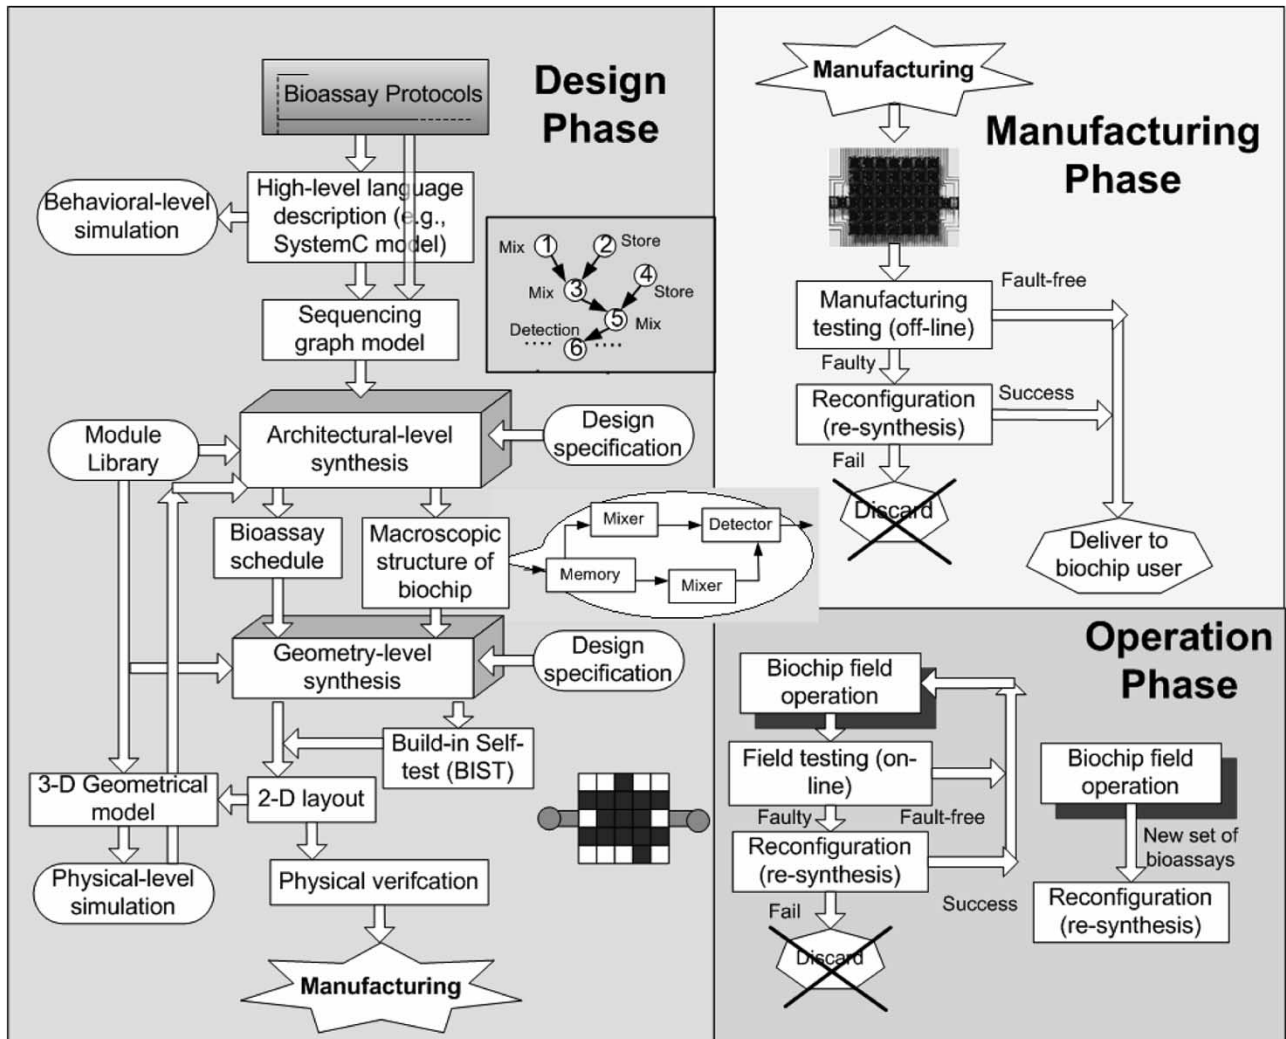 Design
Phase
Bioassay Protocols
High-level language
description (e.g.,
SystemC model)
Behavioral-level
simulation
Sequencing
graph model
Mix
1
2
Store
4
Mix
3
Store
5
Mix
Detection
....
6
....
Architectural-level
synthesis
Design
specification
Module
Library
Bioassay
schedule
Macroscopic
structure of
biochip
Mixer
Detector
Memory
Mixer
Geometry-level
synthesis
Design
specification
Build-in Self-
test (BIST)
3-D Geometrical
model
2-D layout
Physical-level
simulation
Physical verifcation
Manufacturing
Manufacturing
Phase
Manufacturing
Manufacturing
testing (off-line)
Fault-free
Faulty
Reconfiguration
(re-synthesis)
Success
Fail
Discard
Deliver to
biochip user
Operation
Phase
Biochip field
operation
Field testing (on-
line)
Faulty
Fault-free
Reconfiguration
(re-synthesis)
Success
Fail
Discard
Biochip field
operation
New set of
bioassays
Reconfiguration
(re-synthesis)